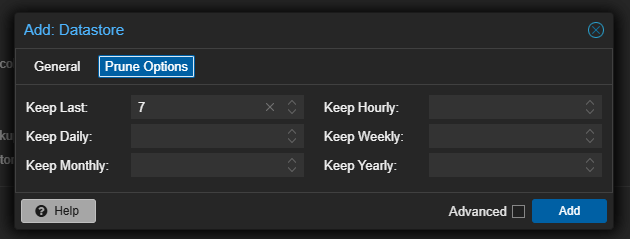 Add: Datastore
General Prune Options
Keep Last: 7 Keep Hourly:
Keep Daily: Keep Weekly:
Keep Monthly: Keep Yearly:
? Help Advanced Add